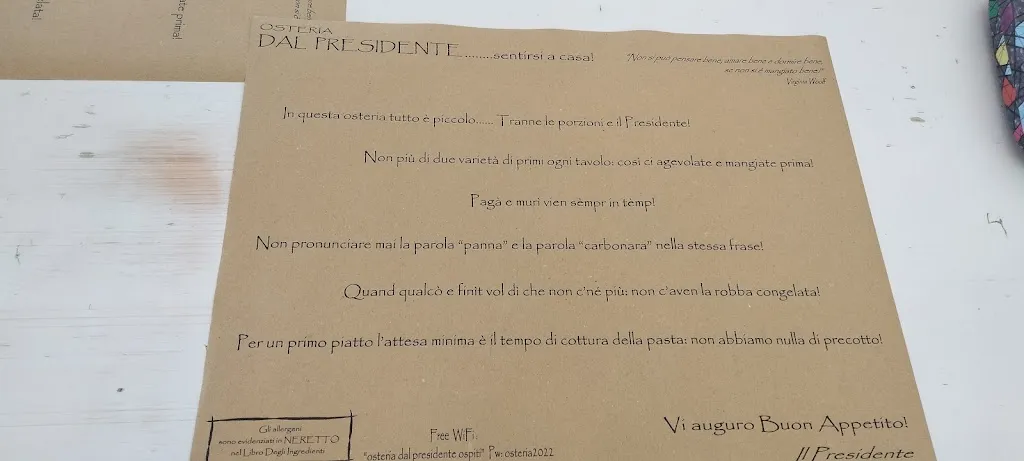 OSTERIA
DAL PRESIDENTE ........sentirsi a casa!
"Non si può pensare bene, amare bene e dormire bene,
se non si è mangiato bene!"
Virginia Woolf
In questa osteria tutto è piccolo...... Tranne le porzioni e il Presidente!
Non più di due varietà di primi ogni tavolo: così ci agevolate e mangiate prima!
Pagà e murì vien sèmpr in temp!
Non pronunciare mai la parola "panna" e la parola "carbonara" nella stessa frase!
Quand qualcò e finìt vol dì che non c'né più: non c'aven la robba congelata!
Per un primo piatto l'attesa minima è il tempo di cottura della pasta: non abbiamo nulla di precotto!
Gli allergeni
sono evidenziati in NERETTO
nel Libro Degli Ingredienti
Free WiFi:
"osteria dal presidente ospiti" Pw: osteria2022
Vi auguro Buon Appetito!
Il Presidente
te prima!
lata!